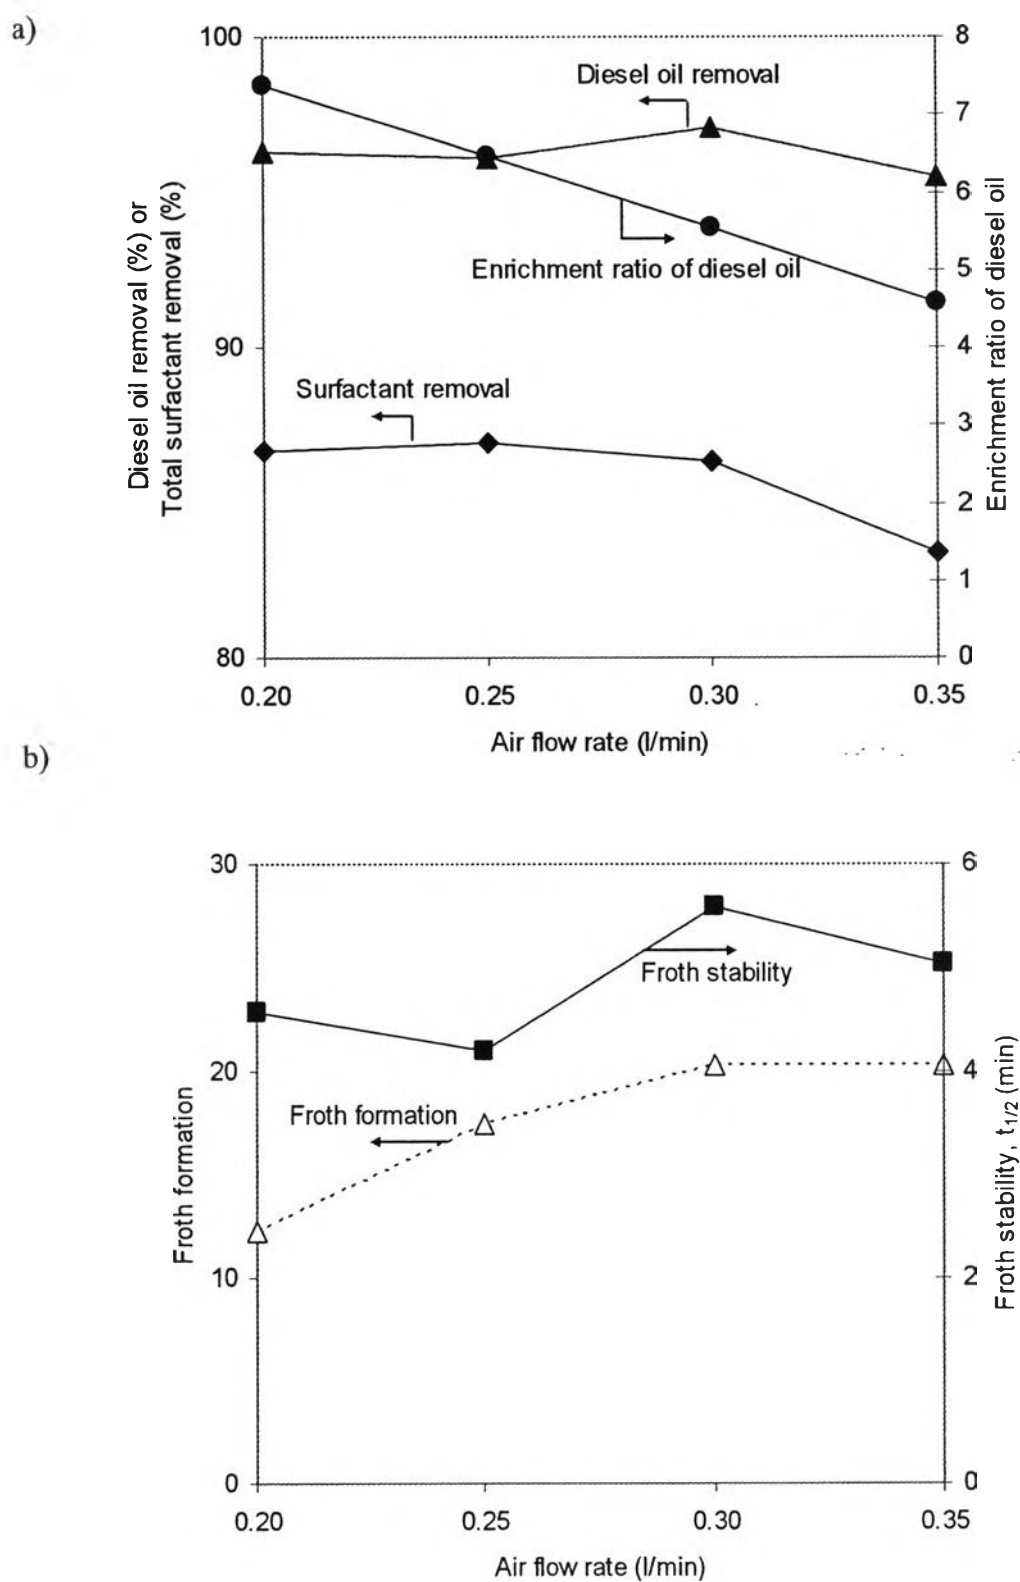 a)
100
90
80
Diesel oil removal (%) or
Total surfactant removal (%)
Diesel oil removal
Enrichment ratio of diesel oil
Surfactant removal
8
7
6
5
4
3
2
1
0
Enrichment ratio of diesel oil
0.20 0.25 0.30 0.35
Air flow rate (l/min)
b)
30
20
10
0
Froth formation
Froth stability
Froth formation
6
4
2
0
Froth stability, t1/2 (min)
0.20 0.25 0.30 0.35
Air flow rate (l/min)